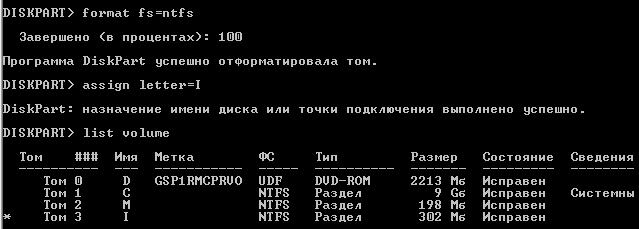 DISKPART> format fs=ntfs
Завершено (в процентах): 100
Программа DiskPart успешно отформатировала том.
DISKPART> assign letter=I
DiskPart: назначение имени диска или точки подключения выполнено успешно.
DISKPART> list volume
Том ### Имя Метка ФС Тип Размер Состояние Сведения
---------- --- ----------- ----- ---------- ------- --------- --------
Том 0 D GSP1RMCPRVO UDF DVD-ROM 2213 Мб Исправен
Том 1 C NTFS Раздел 9 Gб Исправен Системны
Том 2 M NTFS Раздел 198 Мб Исправен
* Том 3 I NTFS Раздел 302 Мб Исправен